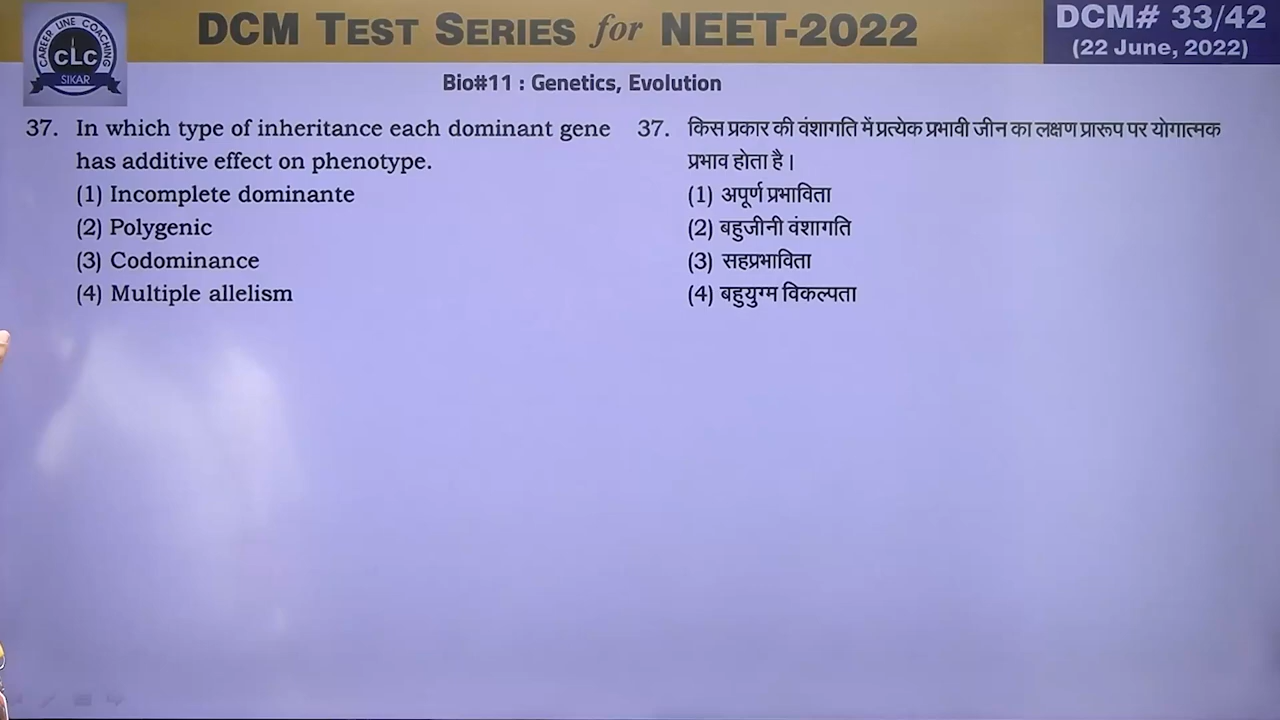 CAREER LINE COACHING
CLC
SIKAR
DCM TEST SERIES for NEET-2022
DCM# 33/42
(22 June, 2022)
Bio#11 : Genetics, Evolution
37. In which type of inheritance each dominant gene
has additive effect on phenotype.
(1) Incomplete dominante
(2) Polygenic
(3) Codominance
(4) Multiple allelism
37. किस प्रकार की वंशागति में प्रत्येक प्रभावी जीन का लक्षण प्रारूप पर योगात्मक
प्रभाव होता है।
(1) अपूर्ण प्रभाविता
(2) बहुजीनी वंशागति
(3) सहप्रभाविता
(4) बहुयुग्म विकल्पता